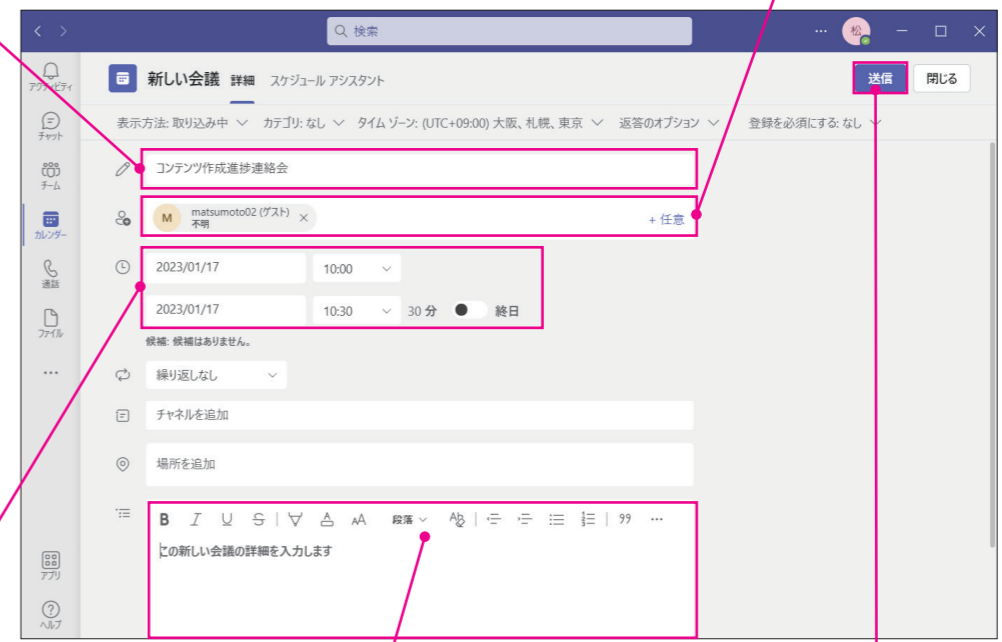 検索
松
アクティビティ
チャット
チーム
カレンダー
通話
ファイル
アプリ
ヘルプ
新しい会議 詳細 スケジュール アシスタント
送信 閉じる
表示方法: 取り込み中 カテゴリ: なし タイム ゾーン: (UTC+09:00) 大阪、札幌、東京 返答のオプション 登録を必須にする: なし
コンテンツ作成進捗連絡会
M matsumoto02 (ゲスト)
不明
+ 任意
2023/01/17 10:00
2023/01/17 10:30 30 分 終日
候補: 候補はありません。
繰り返しなし
チャネルを追加
場所を追加
B I U S A AA 段落 Ab 99
この新しい会議の詳細を入力します